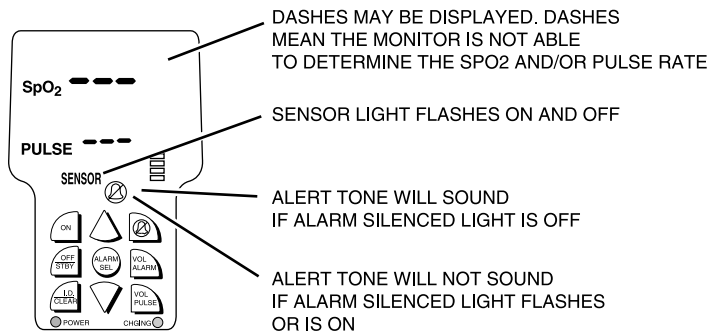 DASHES MAY BE DISPLAYED. DASHES
MEAN THE MONITOR IS NOT ABLE
TO DETERMINE THE SPO2 AND/OR PULSE RATE
SpO2 ---
SENSOR LIGHT FLASHES ON AND OFF
PULSE ---
SENSOR
ALERT TONE WILL SOUND
IF ALARM SILENCED LIGHT IS OFF
ON
OFF
STBY
ALARM
SEL
VOL
ALARM
ALERT TONE WILL NOT SOUND
IF ALARM SILENCED LIGHT FLASHES
OR IS ON
I.D.
CLEAR
VOL
PULSE
POWER
CHGING